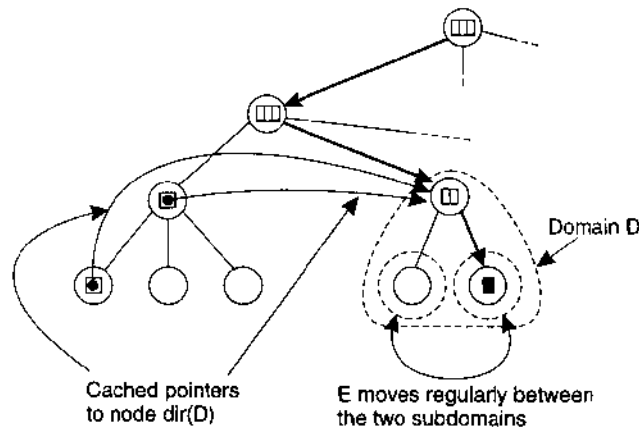 Domain D
Cached pointers
to node dir(D)
E moves regularly between
the two subdomains